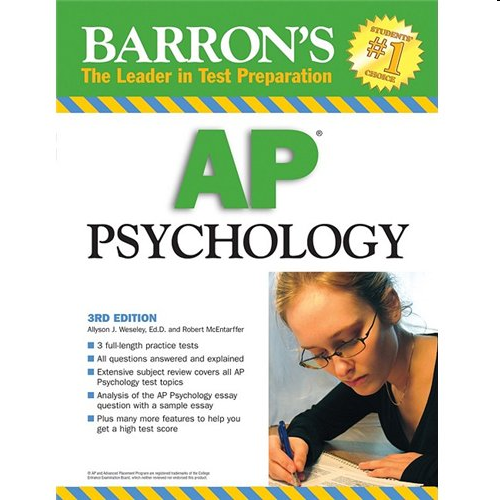 BARRON'S
The Leader in Test Preparation
STUDENTS'
#1
CHOICE
AP®
PSYCHOLOGY
3RD EDITION
Allyson J. Weseley, Ed.D. and Robert McEntarffer
3 full-length practice tests
All questions answered and explained
Extensive subject review covers all AP
Psychology test topics
Analysis of the AP Psychology essay
question with a sample essay
Plus many more features to help you
get a high test score
® AP and Advanced Placement Program are registered trademarks of the College
Entrance Examination Board, which neither reviewed nor endorsed this product.